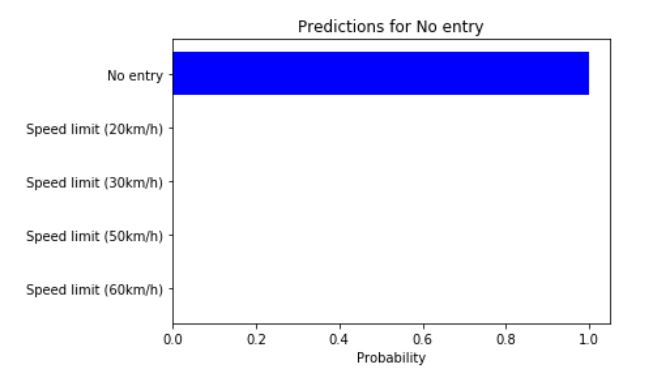 Predictions for No entry
No entry
Speed limit (20km/h)
Speed limit (30km/h)
Speed limit (50km/h)
Speed limit (60km/h)
0.0 0.2 0.4 0.6 0.8 1.0
Probability